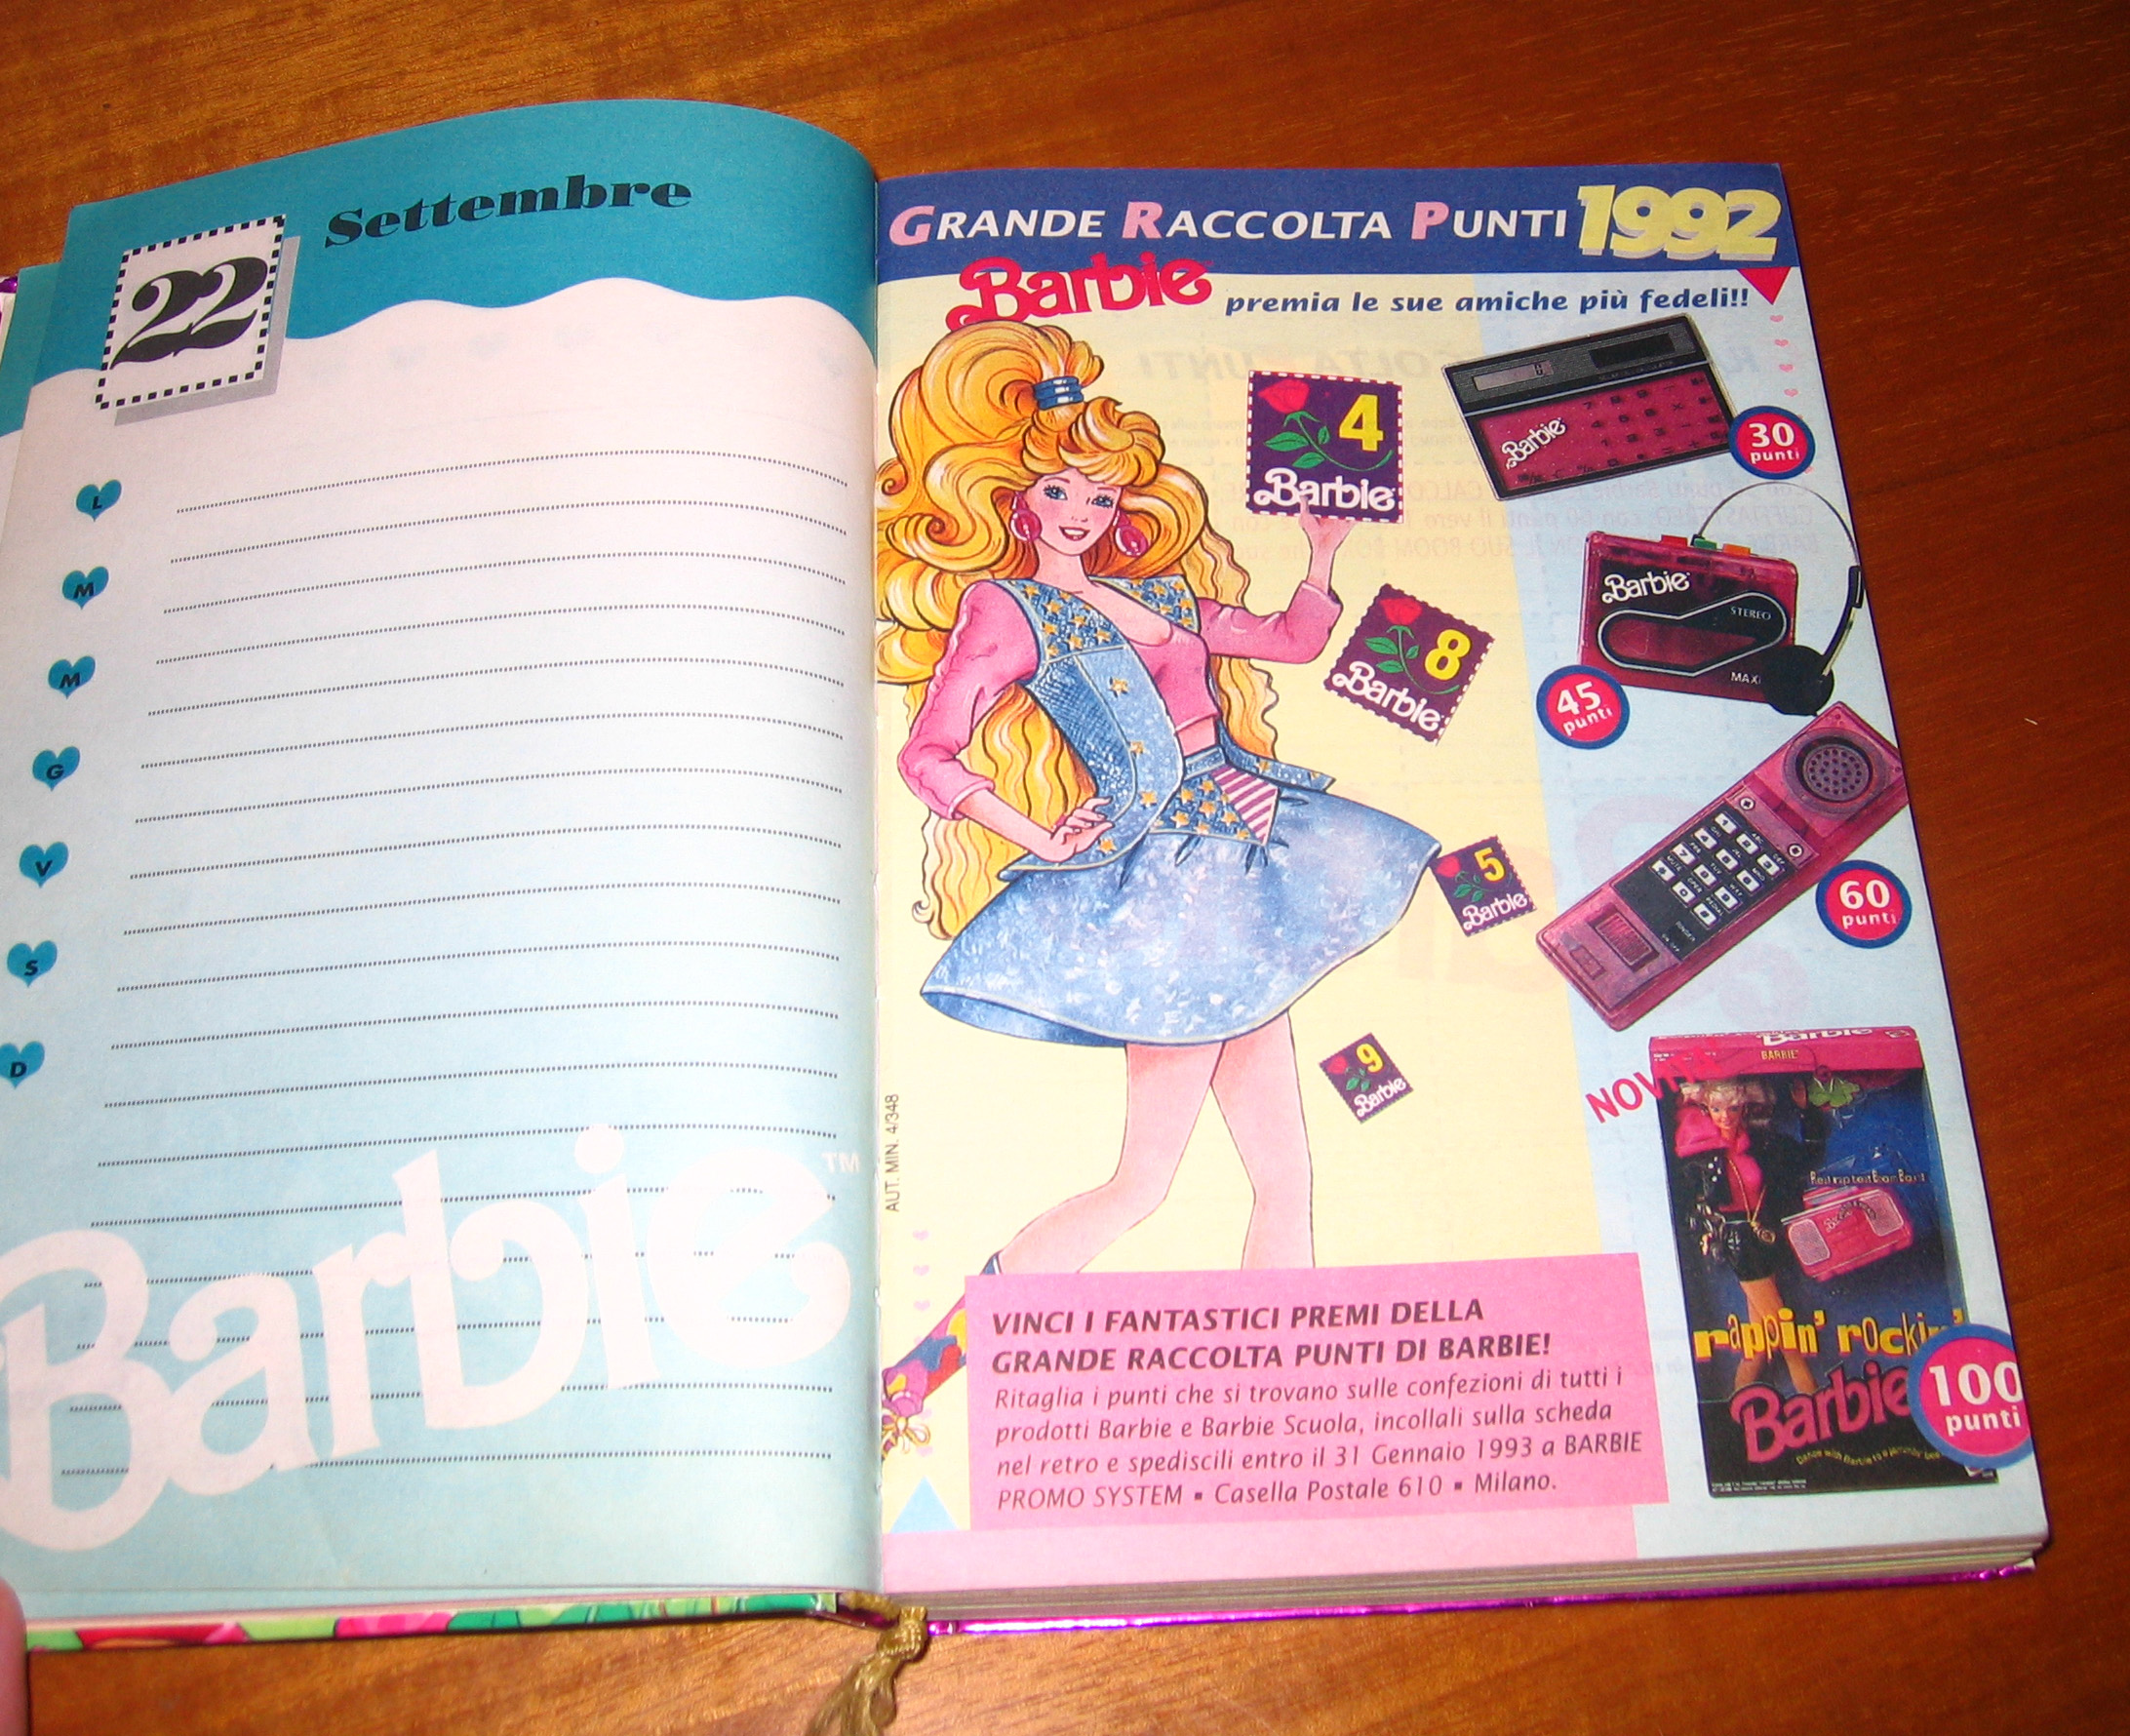 Settembre
22
L
M
M
G
V
S
D
Barbie™
GRANDE RACCOLTA PUNTI 1992
Barbie premia le sue amiche più fedeli!!
4
Barbie
8
Barbie
5
Barbie
9
Barbie
Barbie
30
punti
Barbie
STEREO
MAXI
45
punti
60
punti
NOV
Barbie
BARBIE
rappin' rockin'
Barbie
100
punti
AUT. MIN. 4/348
VINCI I FANTASTICI PREMI DELLA
GRANDE RACCOLTA PUNTI DI BARBIE!
Ritaglia i punti che si trovano sulle confezioni di tutti i
prodotti Barbie e Barbie Scuola, incollali sulla scheda
nel retro e spediscili entro il 31 Gennaio 1993 a BARBIE
PROMO SYSTEM ▪ Casella Postale 610 ▪ Milano.